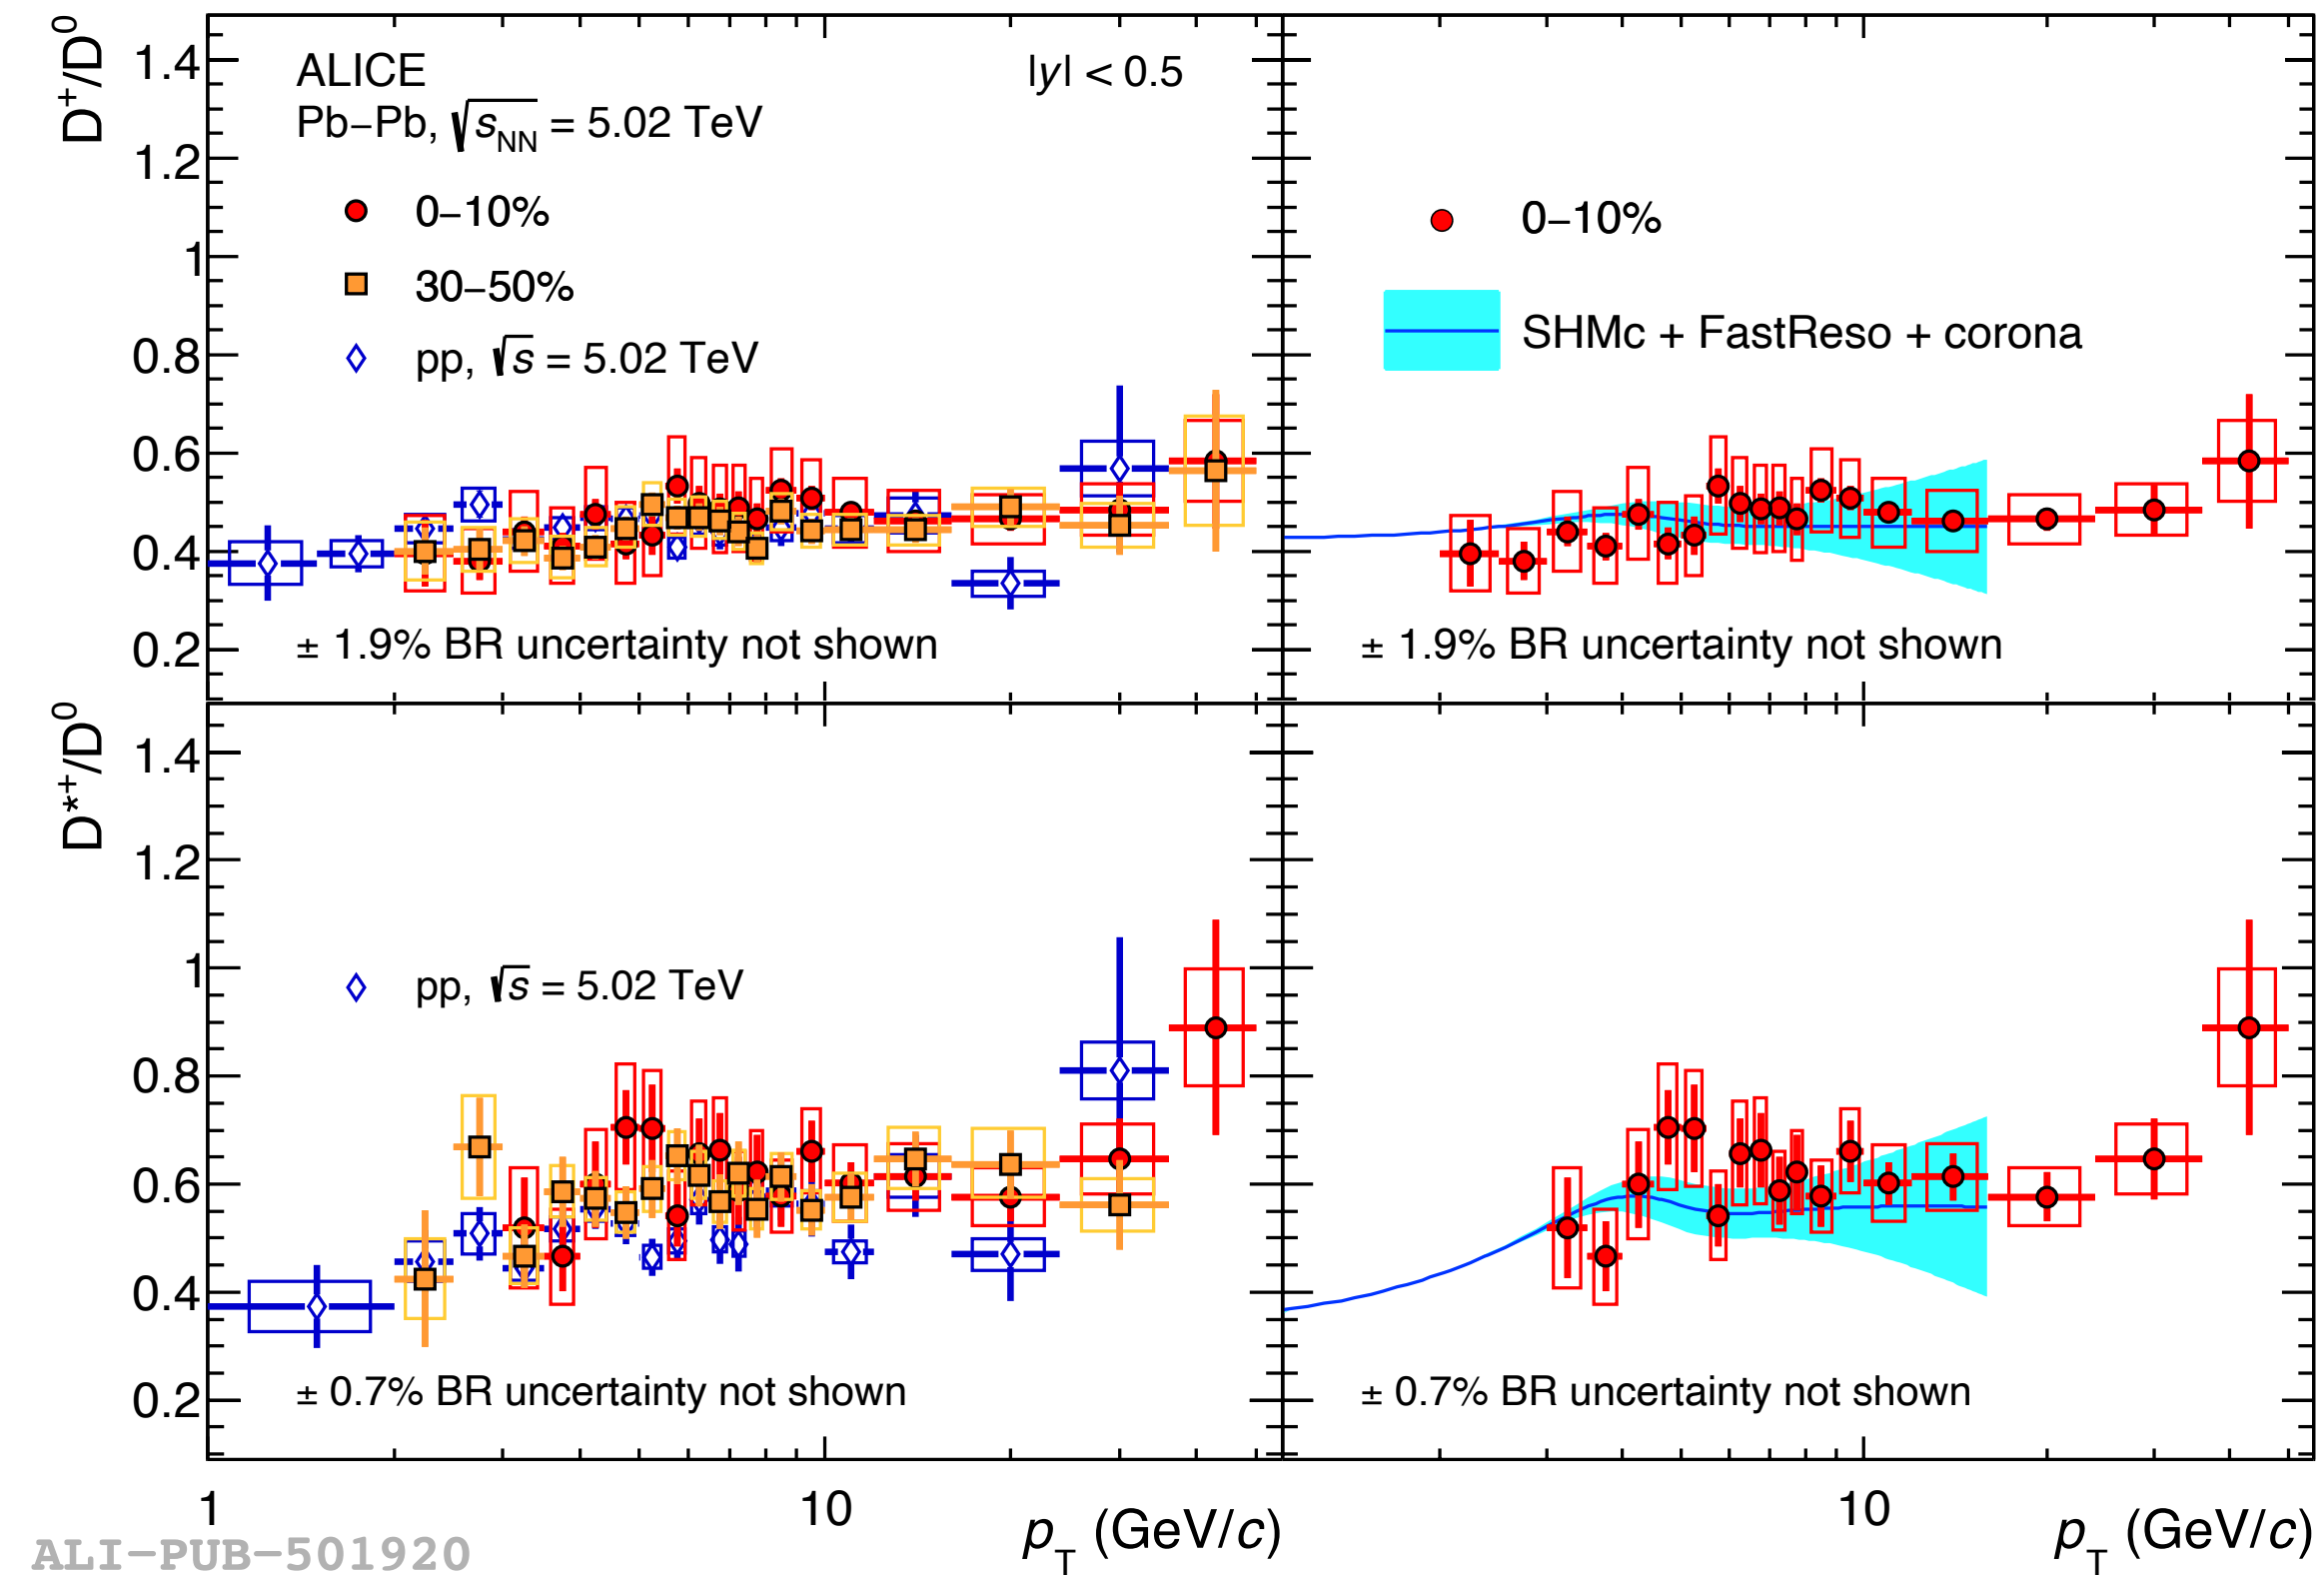 D⁺/D⁰
1.4
1.2
1
0.8
0.6
0.4
0.2
ALICE
|y| < 0.5
Pb−Pb, √sNN = 5.02 TeV
0−10%
30−50%
pp, √s = 5.02 TeV
± 1.9% BR uncertainty not shown
0−10%
SHMc + FastReso + corona
± 1.9% BR uncertainty not shown
D*⁺/D⁰
1.4
1.2
1
0.8
0.6
0.4
0.2
pp, √s = 5.02 TeV
± 0.7% BR uncertainty not shown
± 0.7% BR uncertainty not shown
1
10
pT (GeV/c)
10
pT (GeV/c)
ALI−PUB−501920